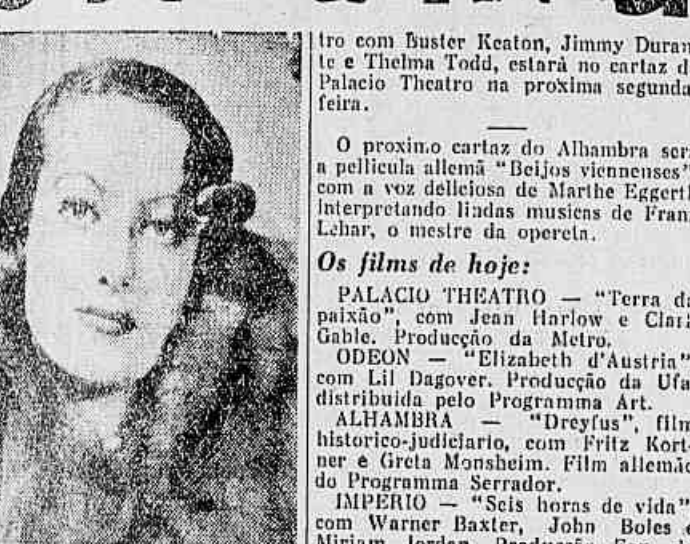 tro com Buster Keaton, Jimmy Duran
te e Thelma Todd, estará no cartaz d
Palacio Theatro na proxima segunda
feira.
O proximo cartaz do Alhambra ser
a pellicula allemã "Beijos viennenses"
com a voz deliciosa de Marthe Eggert
interpretando lindas musicas de Fran
Lehar, o mestre da opereta.
Os films de hoje:
PALACIO THEATRO — "Terra d
paixão", com Jean Harlow e Clar
Gable. Producção da Metro.
ODEON — "Elizabeth d'Austria"
com Lil Dagover. Producção da Ufa
distribuida pelo Programma Art.
ALHAMBRA — "Dreyfus", film
historico-judiciario, com Fritz Kort-
ner e Greta Monsheim. Film allemão
do Programma Serrador.
IMPERIO — "Seis horas de vida"
com Warner Baxter, John Boles e
Miriam Jordan. Producção